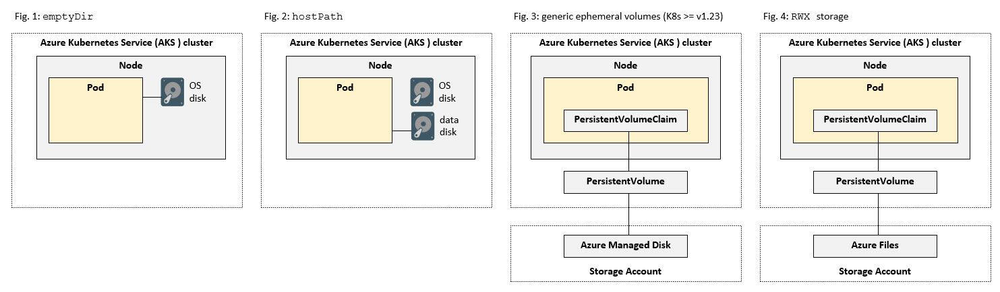 Fig. 1: emptyDir
Azure Kubernetes Service (AKS ) cluster
Node
Pod
OS
disk
Fig. 2: hostPath
Azure Kubernetes Service (AKS ) cluster
Node
Pod
OS
disk
data
disk
Fig. 3: generic ephemeral volumes (K8s >= v1.23)
Azure Kubernetes Service (AKS ) cluster
Node
Pod
PersistentVolumeClaim
PersistentVolume
Azure Managed Disk
Storage Account
Fig. 4: RWX storage
Azure Kubernetes Service (AKS ) cluster
Node
Pod
PersistentVolumeClaim
PersistentVolume
Azure Files
Storage Account